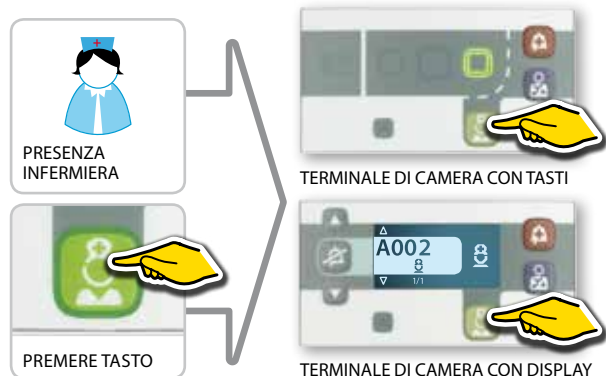 PRESENZA
INFERMIERA
PREMERE TASTO
TERMINALE DI CAMERA CON TASTI
A002
1/1
TERMINALE DI CAMERA CON DISPLAY